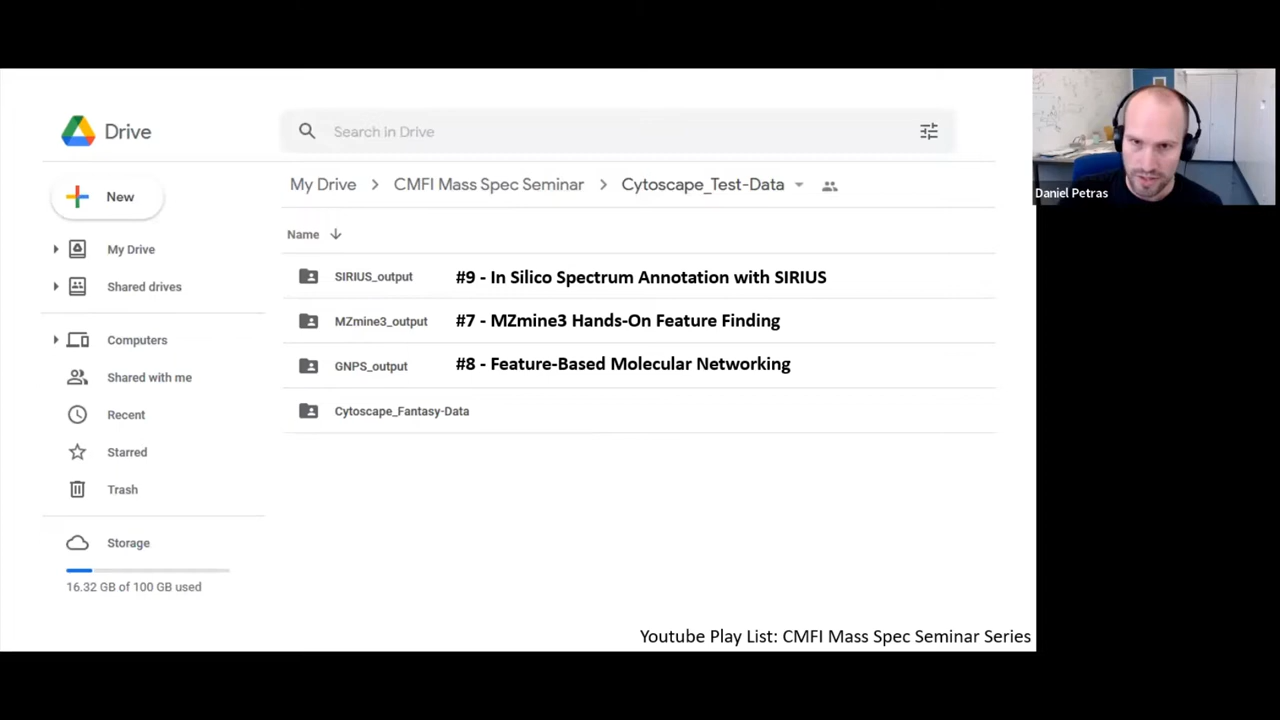 Drive
Search in Drive
New
My Drive > CMFI Mass Spec Seminar > Cytoscape_Test-Data
Daniel Petras
Name
My Drive
Shared drives
Computers
Shared with me
Recent
Starred
Trash
Storage
16.32 GB of 100 GB used
SIRIUS_output #9 - In Silico Spectrum Annotation with SIRIUS
MZmine3_output #7 - MZmine3 Hands-On Feature Finding
GNPS_output #8 - Feature-Based Molecular Networking
Cytoscape_Fantasy-Data
Youtube Play List: CMFI Mass Spec Seminar Series